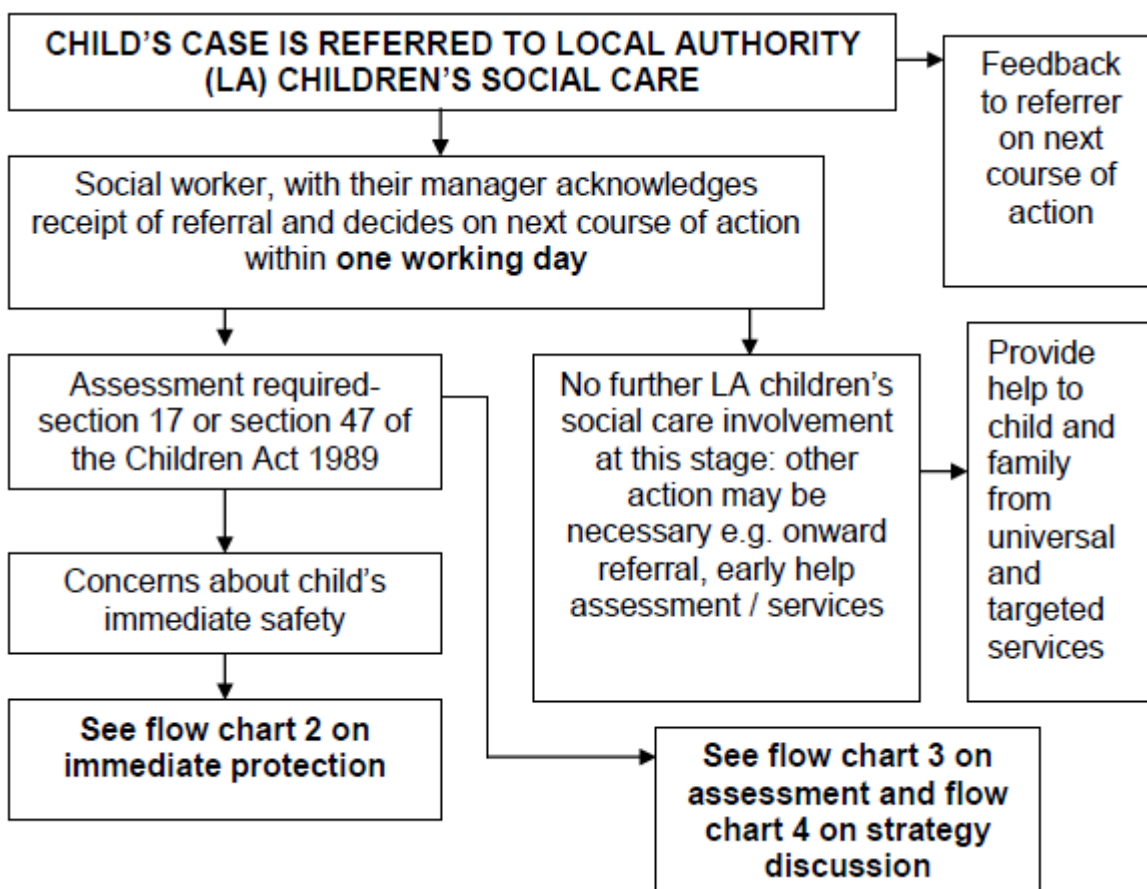 CHILD'S CASE IS REFERRED TO LOCAL AUTHORITY
(LA) CHILDREN'S SOCIAL CARE
Feedback
to referrer
on next
course of
action
Social worker, with their manager acknowledges
receipt of referral and decides on next course of action
within one working day
Assessment required-
section 17 or section 47 of
the Children Act 1989
No further LA children's
social care involvement
at this stage: other
action may be
necessary e.g. onward
referral, early help
assessment / services
Provide
help to
child and
family
from
universal
and
targeted
services
Concerns about child's
immediate safety
See flow chart 2 on
immediate protection
See flow chart 3 on
assessment and flow
chart 4 on strategy
discussion